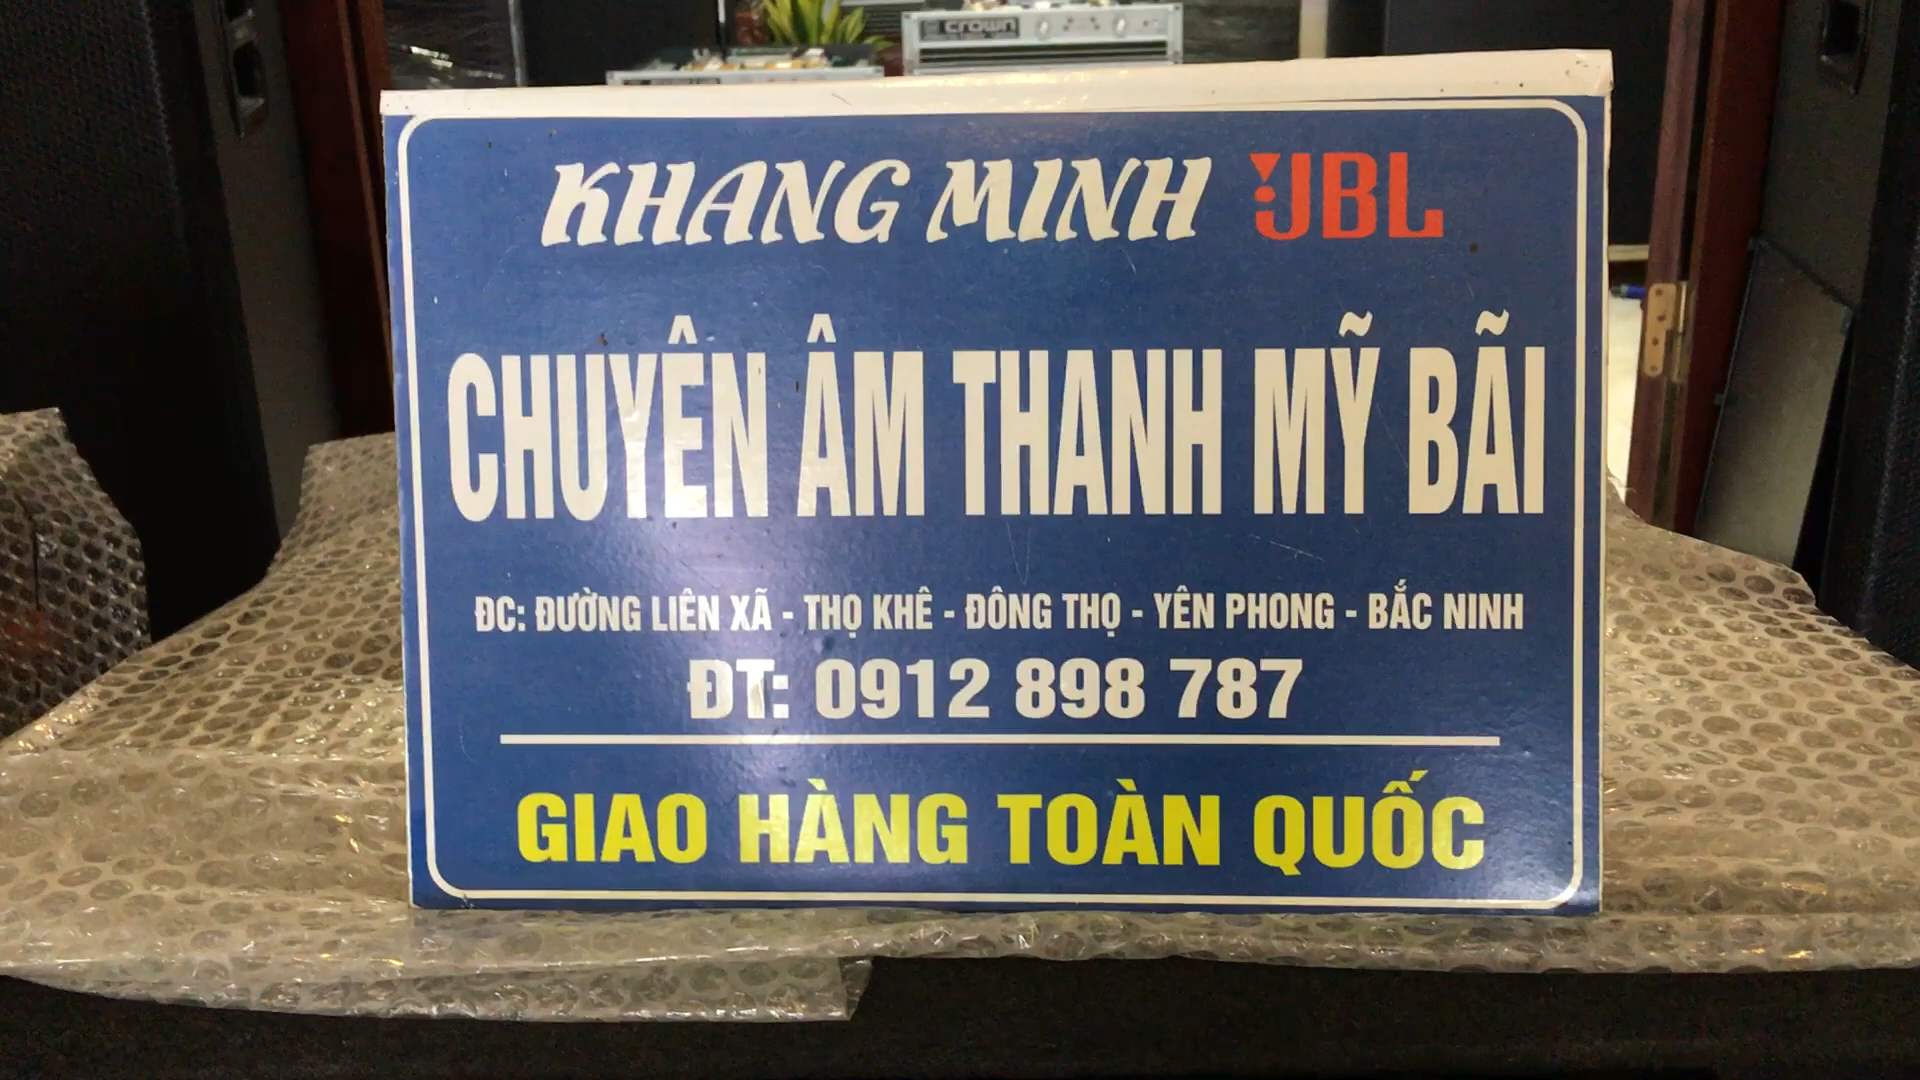 crown
KHANG MINH JBL
CHUYÊN ÂM THANH MỸ BÃI
ĐC: ĐƯỜNG LIÊN XÃ - THỌ KHÊ - ĐÔNG THỌ - YÊN PHONG - BẮC NINH
ĐT: 0912 898 787
GIAO HÀNG TOÀN QUỐC